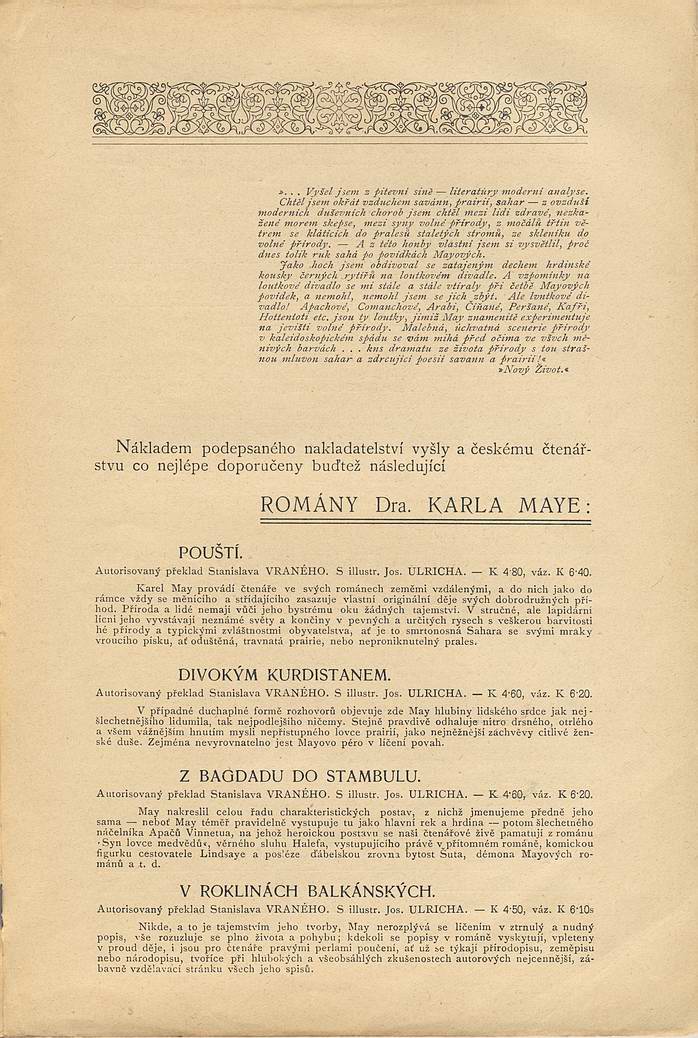 ». . . Vyšel jsem z pitevní síně — literatúry moderní analyse.
Chtěl jsem okřát vzduchem savánn, prairií, sahar — z ovzduší
moderních duševních chorob jsem chtěl mezi lidi zdravé, nezka-
žené morem skepse, mezi syny volné přírody, z močálů třtin vě-
trem se klátících do pralesů staletých stromů, ze skleníku do
volné přírody. — A z této honby vlastní jsem si vysvětlil, proč
dnes tolik ruk sahá po povídkách Mayových.
Jako hoch jsem obdivoval se zatajeným dechem hrdinské
kousky černých rytířů na loutkovém divadle. A vzpomínky na
loutkové divadlo se mi stále a stále vtíraly při četbě Mayových
povídek, a nemohl, nemohl jsem se jich zbýt. Ale loutkové di-
vadlo! Apachové, Comanchové, Arabi, Číňané, Peršané, Kafři,
Hottentoti etc. jsou ty loutky, jimiž May znamenitě experimentuje
na jevišti volné přírody. Malebná, úchvatná scenerie přírody
v kaleidoskopickém spádu se vám míhá před očima ve všech mě-
nivých barvách . . . kus dramatu ze života přírody s tou straš-
nou mluvou sahar a zdrcující poesií savann a prairií!«
»Nový Život.«
Nákladem podepsaného nakladatelství vyšly a českému čtenář-
stvu co nejlépe doporučeny buďtež následující
ROMÁNY Dra. KARLA MAYE:
POUŠTÍ.
Autorisovaný překlad Stanislava VRANÉHO. S illustr. Jos. ULRICHA. — K 4·80, váz. K 6·40.
Karel May provádí čtenáře ve svých románech zeměmi vzdálenými, a do nich jako do
rámce vždy se měnícího a střídajícího zasazuje vlastní originální děje svých dobrodružných pří-
hod. Příroda a lidé nemají vůči jeho bystrému oku žádných tajemství. V stručné, ale lapidární
lícni jeho vyvstávají neznámé světy a končiny v pevných a určitých rysech s veškerou barvitostí
hé přírody a typickými zvláštnostmi obyvatelstva, ať je to smrtonosná Sahara se svými mraky
vroucího písku, ať oduštěná, travnatá prairie, nebo neproniknutelný prales.
DIVOKÝM KURDISTANEM.
Autorisovaný překlad Stanislava VRANÉHO. S illustr. Jos. ULRICHA. — K 4·60, váz. K 6·20.
V případné duchaplné formě rozhovorů objevuje zde May hlubiny lidského srdce jak nej-
šlechetnějšího lidumila, tak nejpodlejšího ničemy. Stejně pravdivě odhaluje nitro drsného, otrlého
a všem vážnějším hnutím mysli nepřístupného lovce prairií, jako nejněžnější záchvěvy citlivé žen-
ské duše. Zejména nevyrovnatelno jest Mayovo péro v líčení povah.
Z BAGDADU DO STAMBULU.
Autorisovaný překlad Stanislava VRANÉHO. S illustr. Jos. ULRICHA. — K 4·60, váz. K 6·20.
May nakreslil celou řadu charakteristických postav, z nichž jmenujeme předně jeho
sama — neboť May téměř pravidelně vystupuje tu jako hlavní rek a hrdina — potom šlechetného
náčelníka Apačů Vinnetua, na jehož heroickou postavu se naši čtenářové živě pamatují z románu
·Syn lovce medvědů«, věrného sluhu Halefa, vystupujícího právě v přítomném románě, komickou
figurku cestovatele Lindsaye a posléze ďábelskou zrovna bytost Šuta, démona Mayových ro-
mánů a t. d.
V ROKLINÁCH BALKÁNSKÝCH.
Autorisovaný překlad Stanislava VRANÉHO. S illustr. Jos. ULRICHA. — K 4·50, váz. K 6·10s
Nikde, a to je tajemstvím jeho tvorby, May nerozplývá se líčením v ztrnulý a nudný
popis, vše rozuzluje se plno života a pohybu; kdekoli se popisy v románě vyskytují, vpleteny
v proud děje, i jsou pro čtenáře pravými perlami poučení, ať už se týkají přírodopisu, zeměpisu
nebo národopisu, tvoříce při hlubokých a všeobsáhlých zkušenostech autorových nejcennější, zá-
bavně vzdělávací stránku všech jeho spisů.